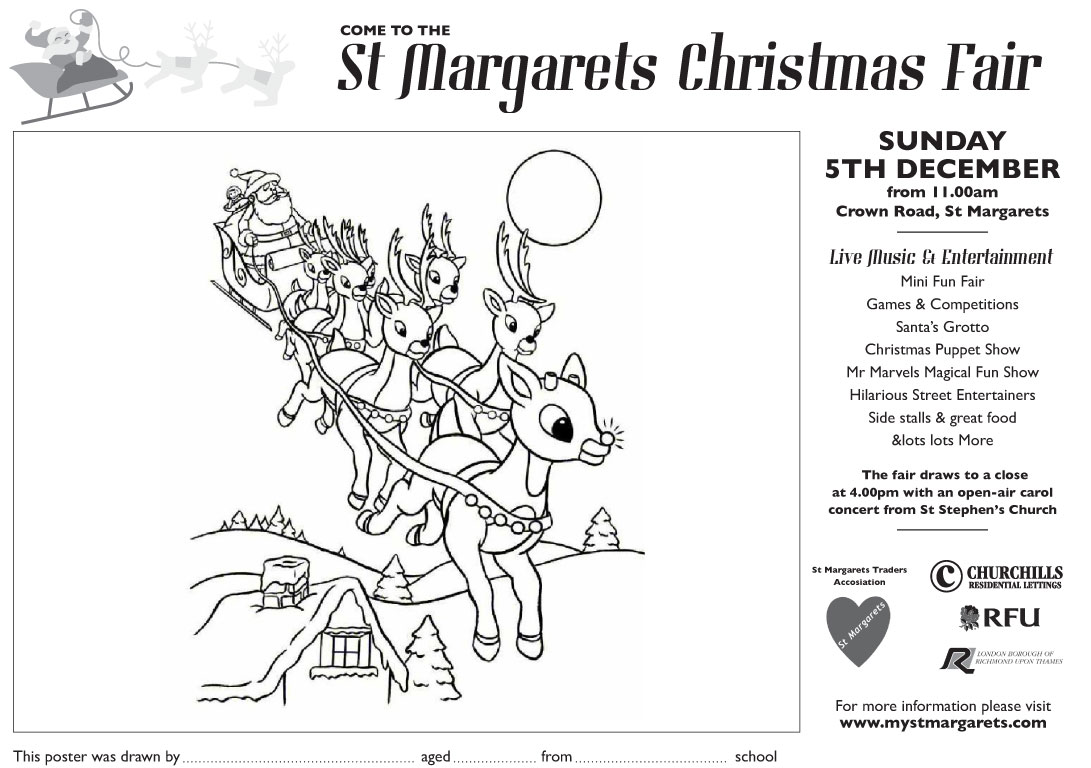 COME TO THE
St Margarets Christmas Fair
SUNDAY
5TH DECEMBER
from 11.00am
Crown Road, St Margarets
Live Music & Entertainment
Mini Fun Fair
Games & Competitions
Santa's Grotto
Christmas Puppet Show
Mr Marvels Magical Fun Show
Hilarious Street Entertainers
Side stalls & great food
&lots lots More
The fair draws to a close
at 4.00pm with an open-air carol
concert from St Stephen's Church
St Margarets Traders
Accosiation
St Margarets
C CHURCHILLS
RESIDENTIAL LETTINGS
RFU
R LONDON BOROUGH OF
RICHMOND UPON THAMES
For more information please visit
www.mystmargarets.com
This poster was drawn by.......................................................... aged..................... from...................................... school